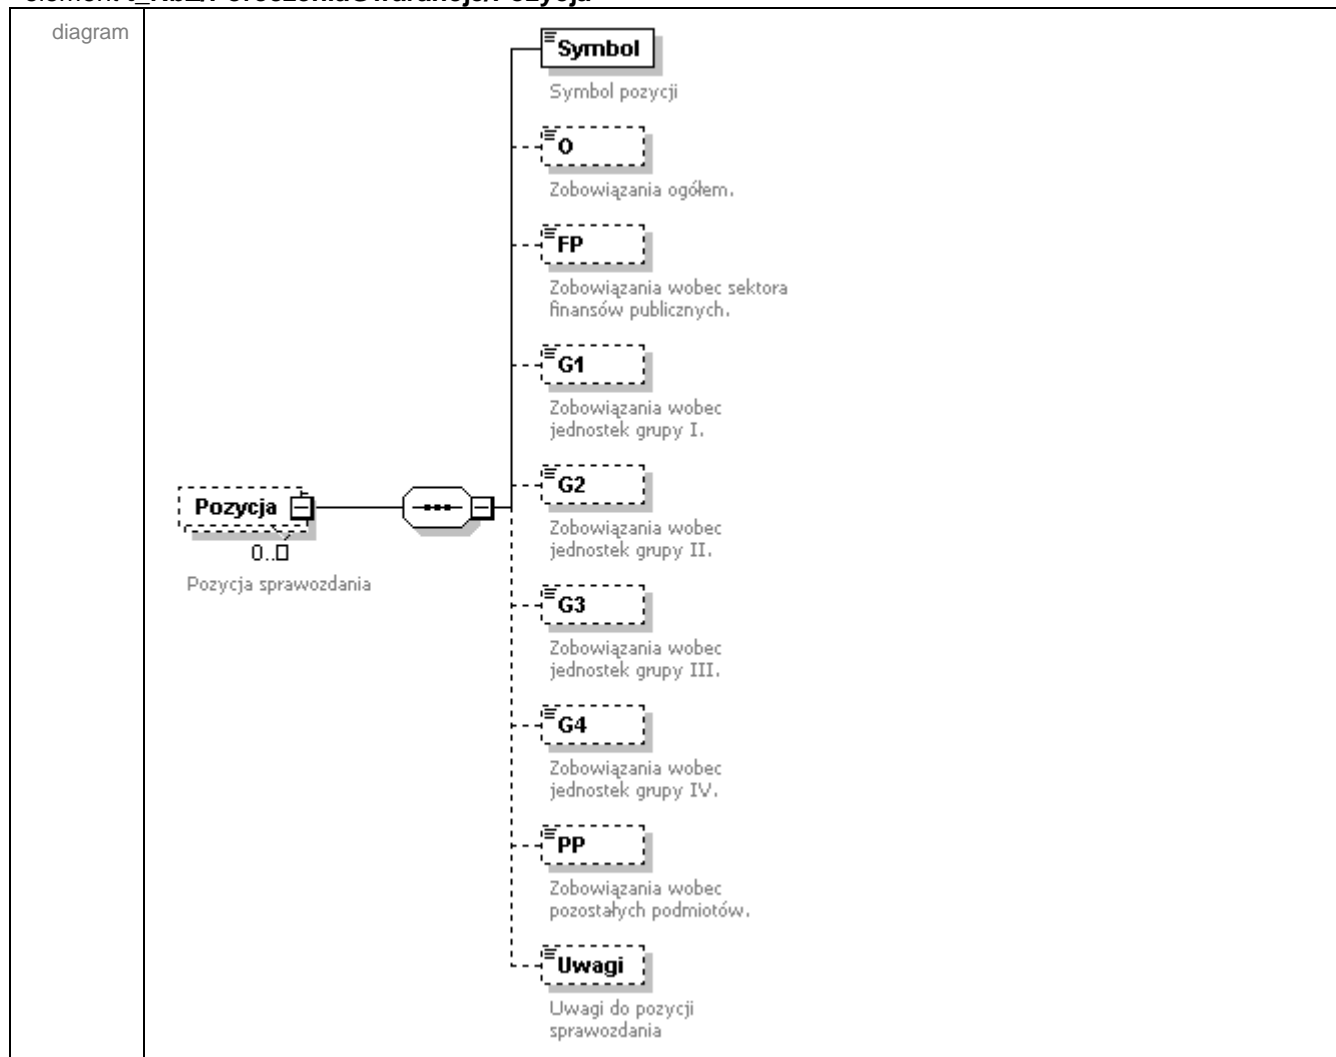 diagram
Symbol
Symbol pozycji
O
Zobowiązania ogółem.
FP
Zobowiązania wobec sektora
finansów publicznych.
G1
Zobowiązania wobec
jednostek grupy I.
G2
Zobowiązania wobec
jednostek grupy II.
Pozycja
0..
Pozycja sprawozdania
G3
Zobowiązania wobec
jednostek grupy III.
G4
Zobowiązania wobec
jednostek grupy IV.
PP
Zobowiązania wobec
pozostałych podmiotów.
Uwagi
Uwagi do pozycji
sprawozdania